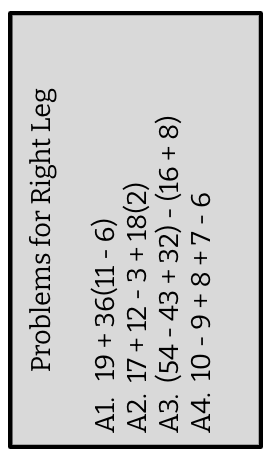 Problems for Right Leg
A1. 19 + 36(11 - 6)
A2. 17 + 12 - 3 + 18(2)
A3. (54 - 43 + 32) - (16 + 8)
A4. 10 - 9 + 8 + 7 - 6